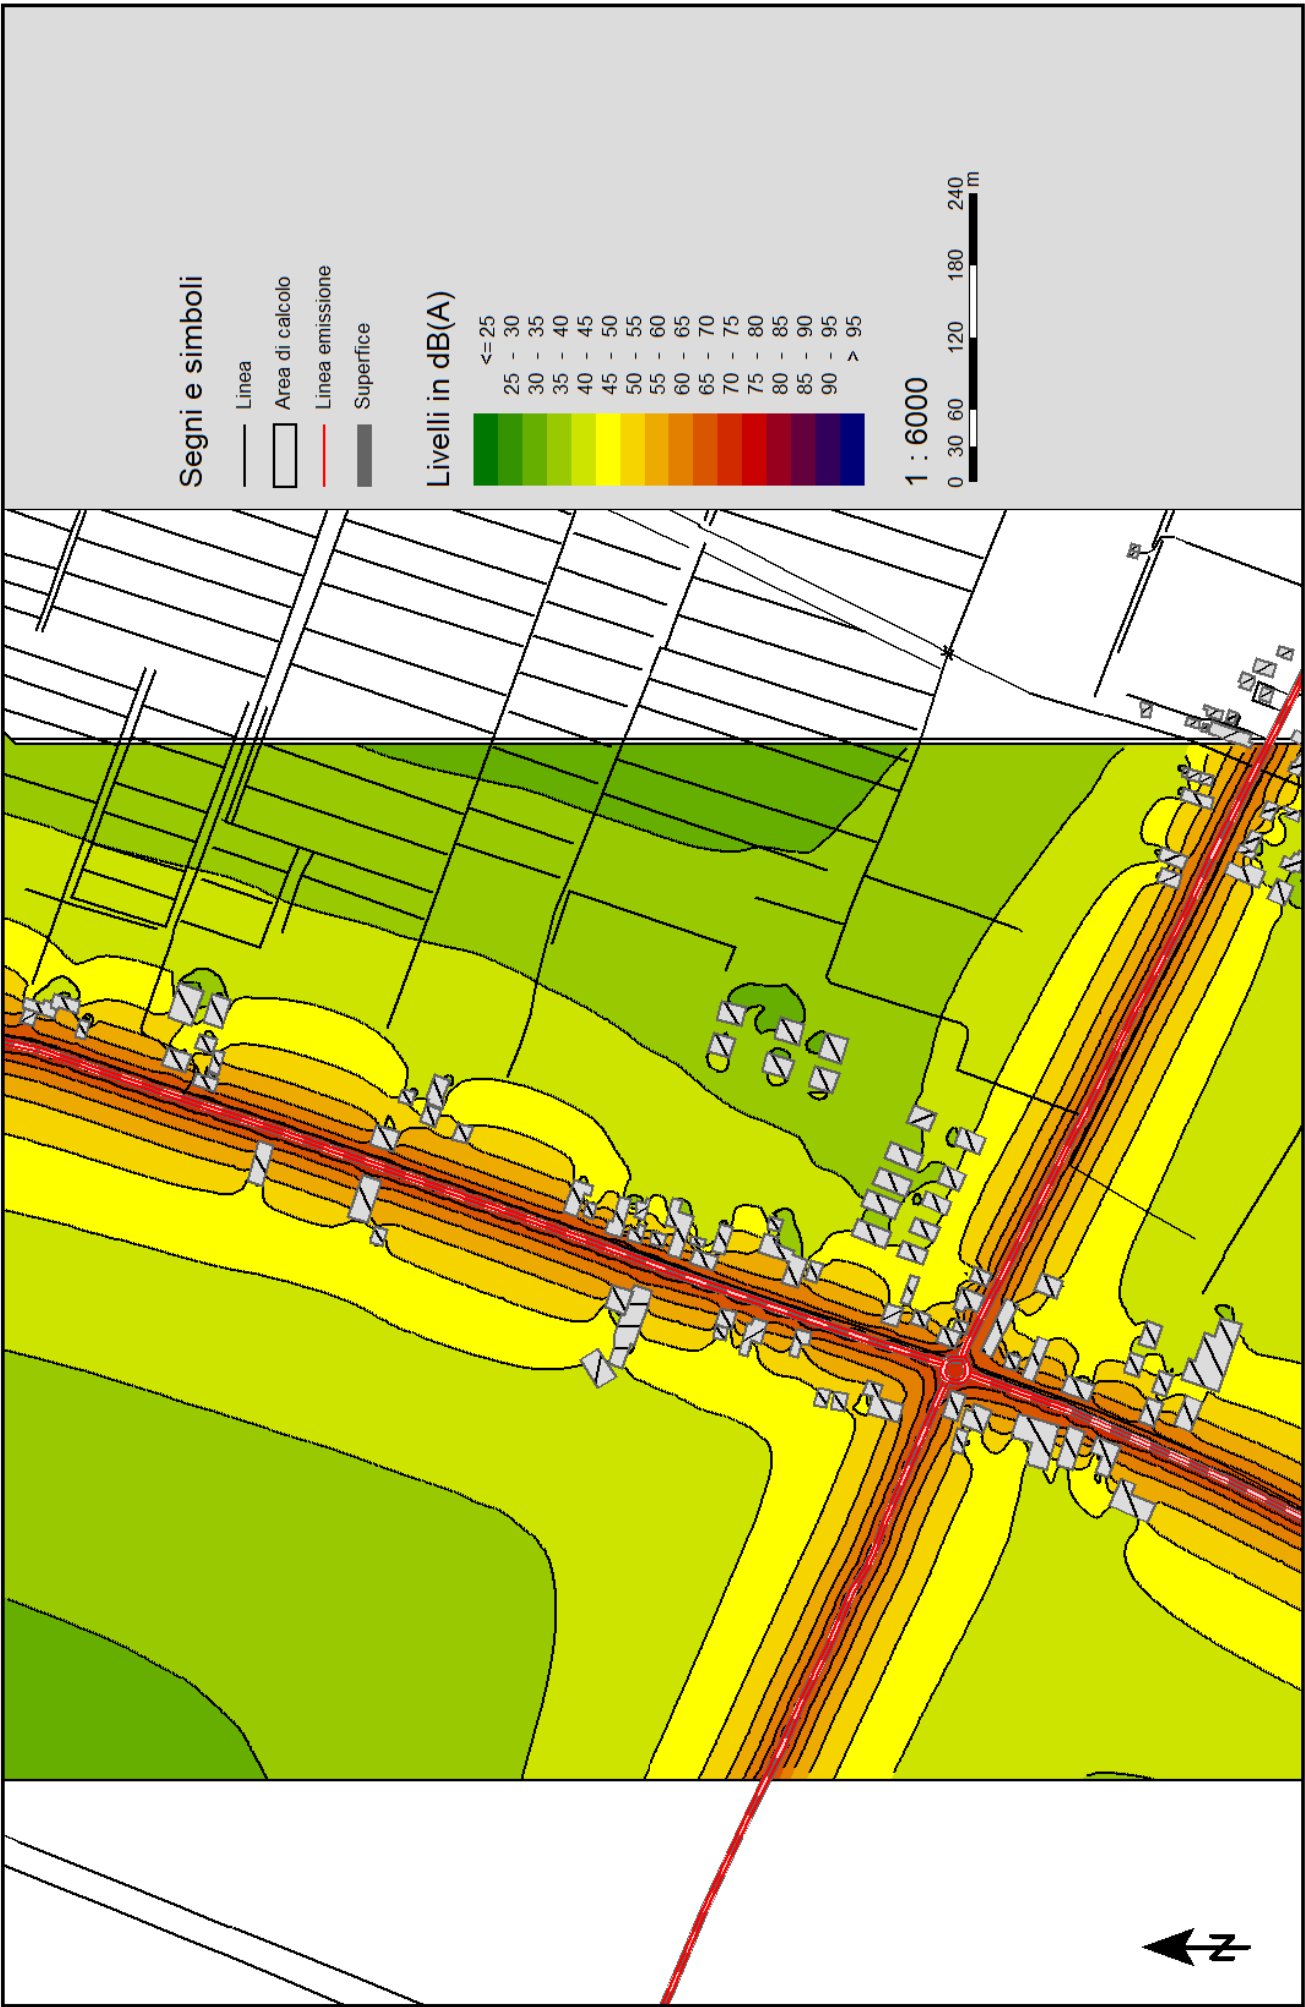 Segni e simboli
Linea
Area di calcolo
Linea emissione
Superfice
Livelli in dB(A)
<= 25
25 - 30
30 - 35
35 - 40
40 - 45
45 - 50
50 - 55
55 - 60
60 - 65
65 - 70
70 - 75
75 - 80
80 - 85
85 - 90
90 - 95
> 95
1 : 6000
0 30 60 120 180 240
m
N